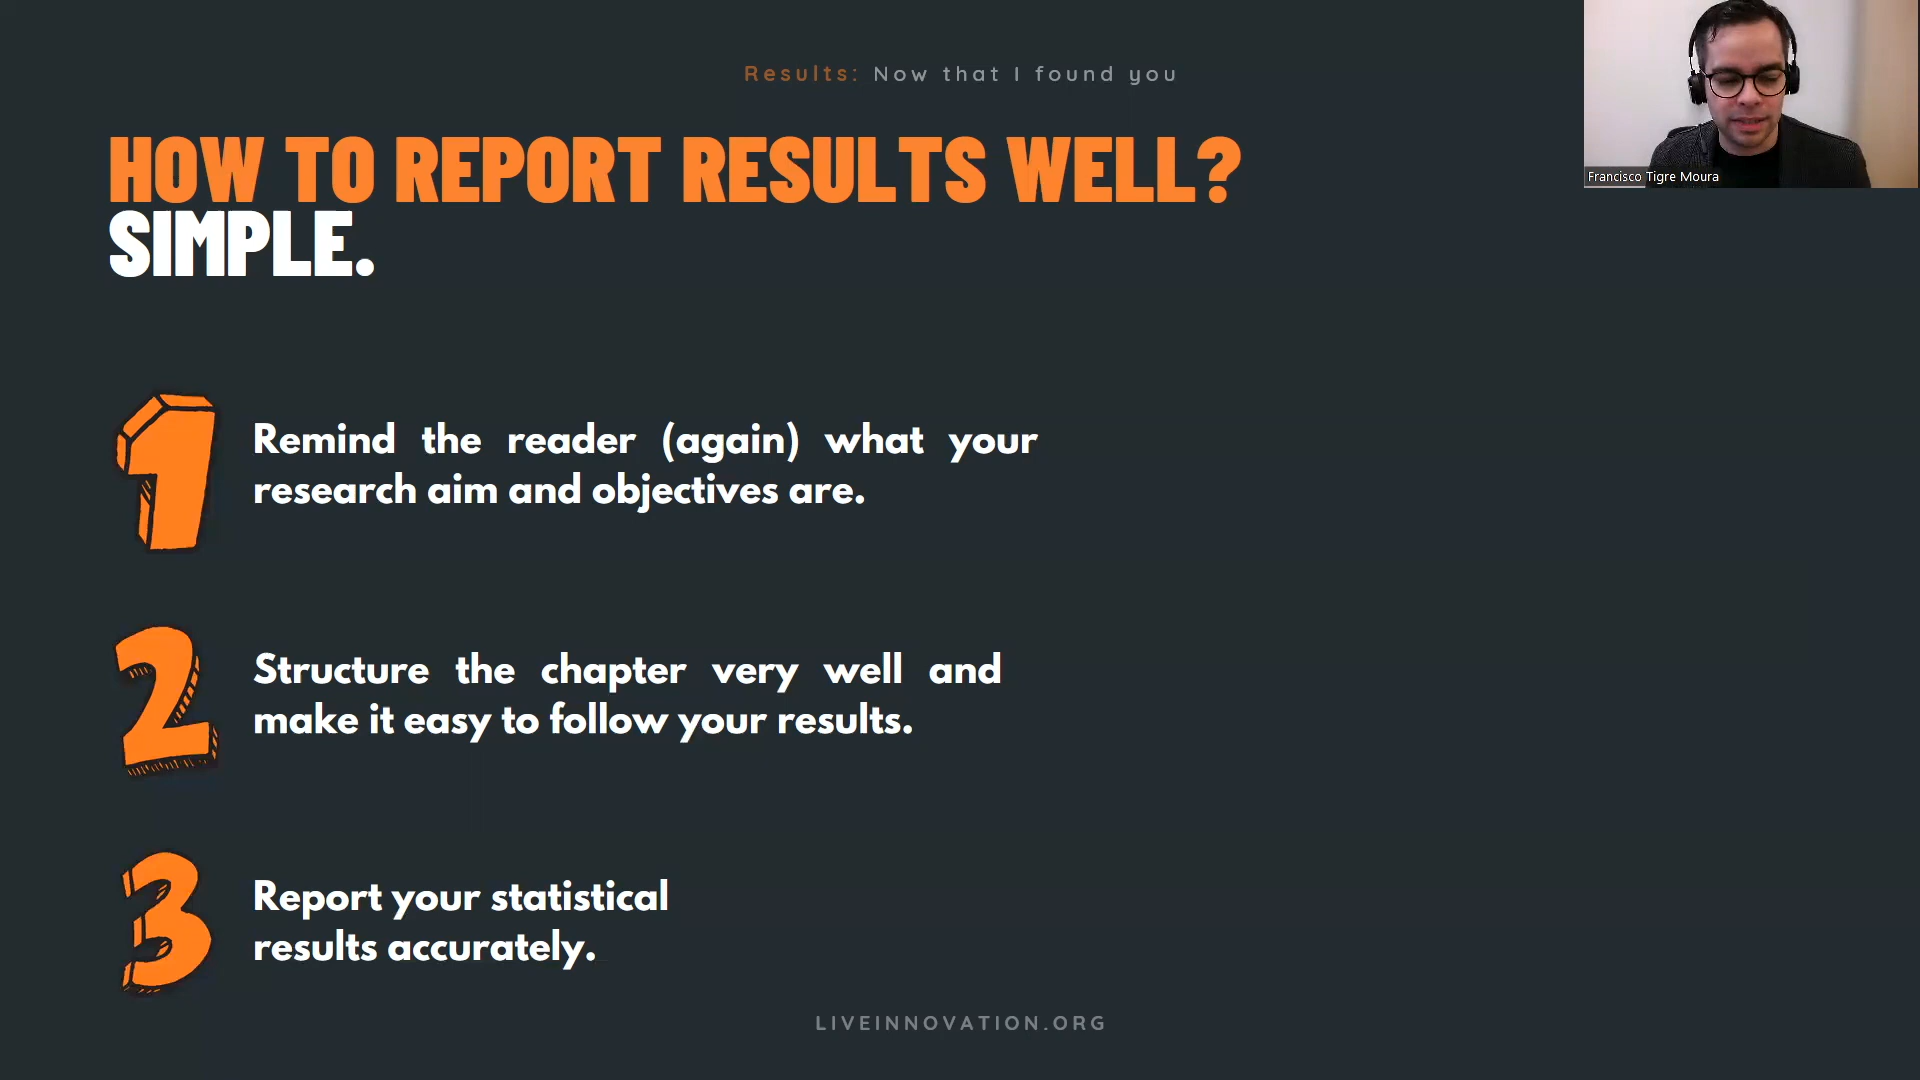 Results: Now that I found you
HOW TO REPORT RESULTS WELL?
SIMPLE.
Francisco Tigre Moura
1
Remind the reader (again) what your
research aim and objectives are.
2
Structure the chapter very well and
make it easy to follow your results.
3
Report your statistical
results accurately.
LIVEINNOVATION.ORG